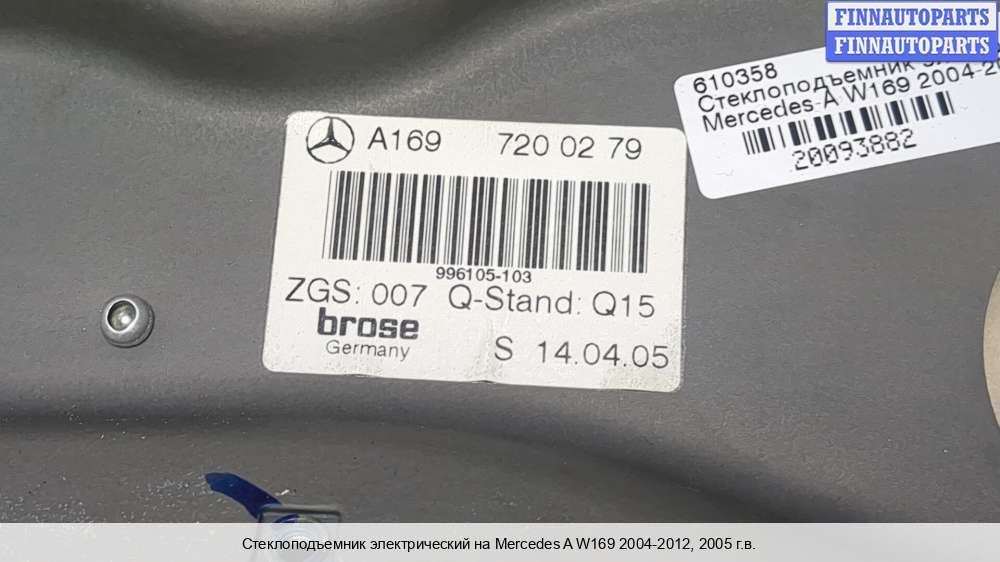 FINNAUTOPARTS
FINNAUTOPARTS
610358
Стеклоподъемник
Mercedes-A W169 2004-20
20093882
A169 720 02 79
996105-103
ZGS: 007 Q-Stand: Q15
brose
Germany
S 14.04.05
Стеклоподъемник электрический на Mercedes A W169 2004-2012, 2005 г.в.